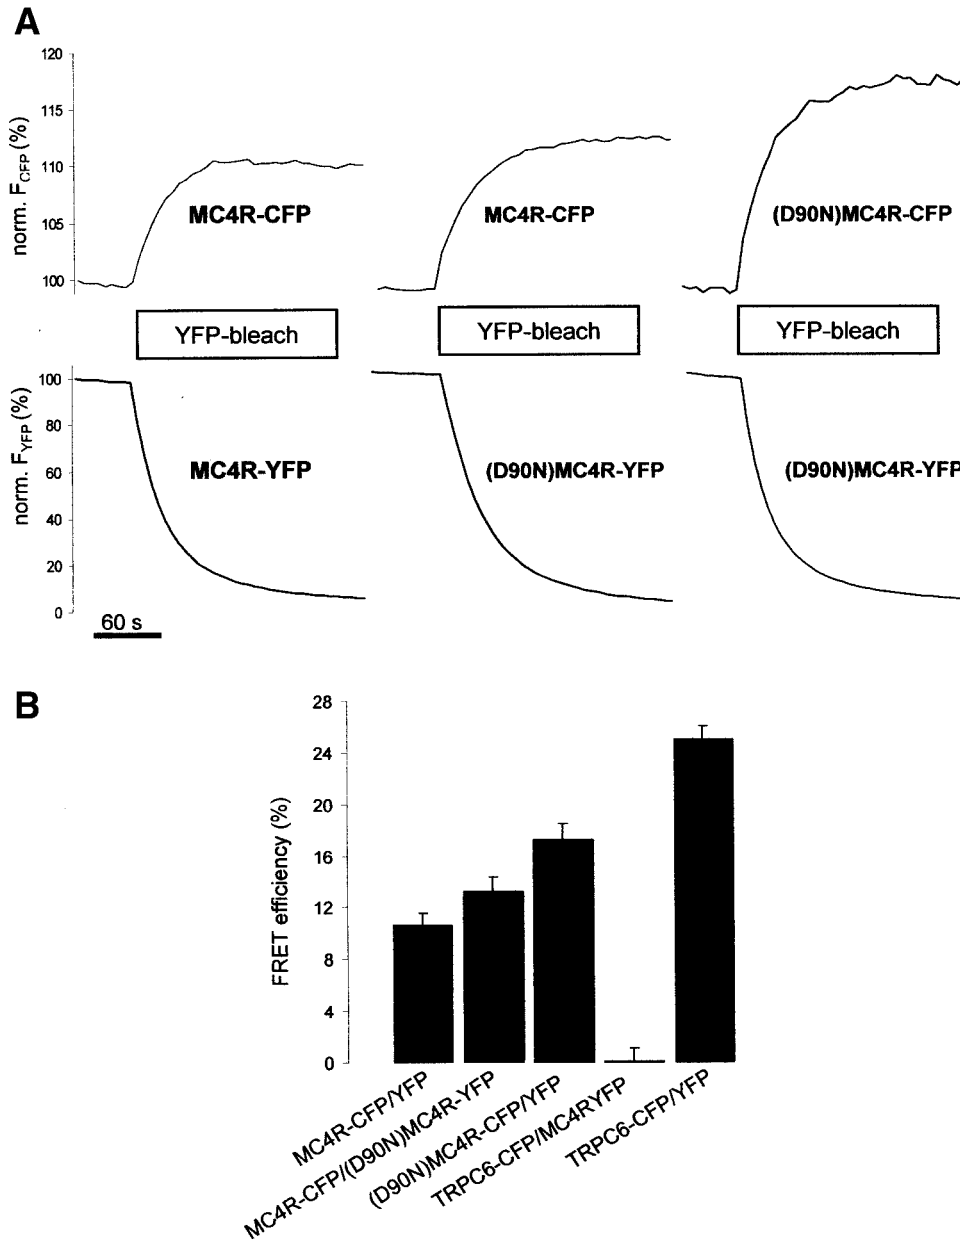 A
norm. FCFP (%)
120
115
110
105
100
MC4R-CFP
MC4R-CFP
(D90N)MC4R-CFP
YFP-bleach
YFP-bleach
YFP-bleach
norm. FYFP (%)
100
80
60
40
20
0
MC4R-YFP
(D90N)MC4R-YFP
(D90N)MC4R-YFP
60 s
B
FRET efficiency (%)
28
24
20
16
12
8
4
0
MC4R-CFP/YFP
MC4R-CFP/(D90N)MC4R-YFP
(D90N)MC4R-CFP/YFP
TRPC6-CFP/MC4RYFP
TRPC6-CFP/YFP